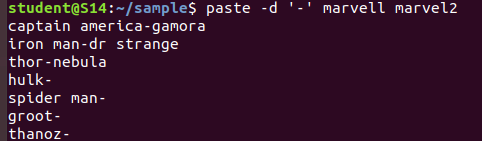 student@S14:~/sample$ paste -d '-' marvell marvel2
captain america-gamora
iron man-dr strange
thor-nebula
hulk-
spider man-
groot-
thanoz-